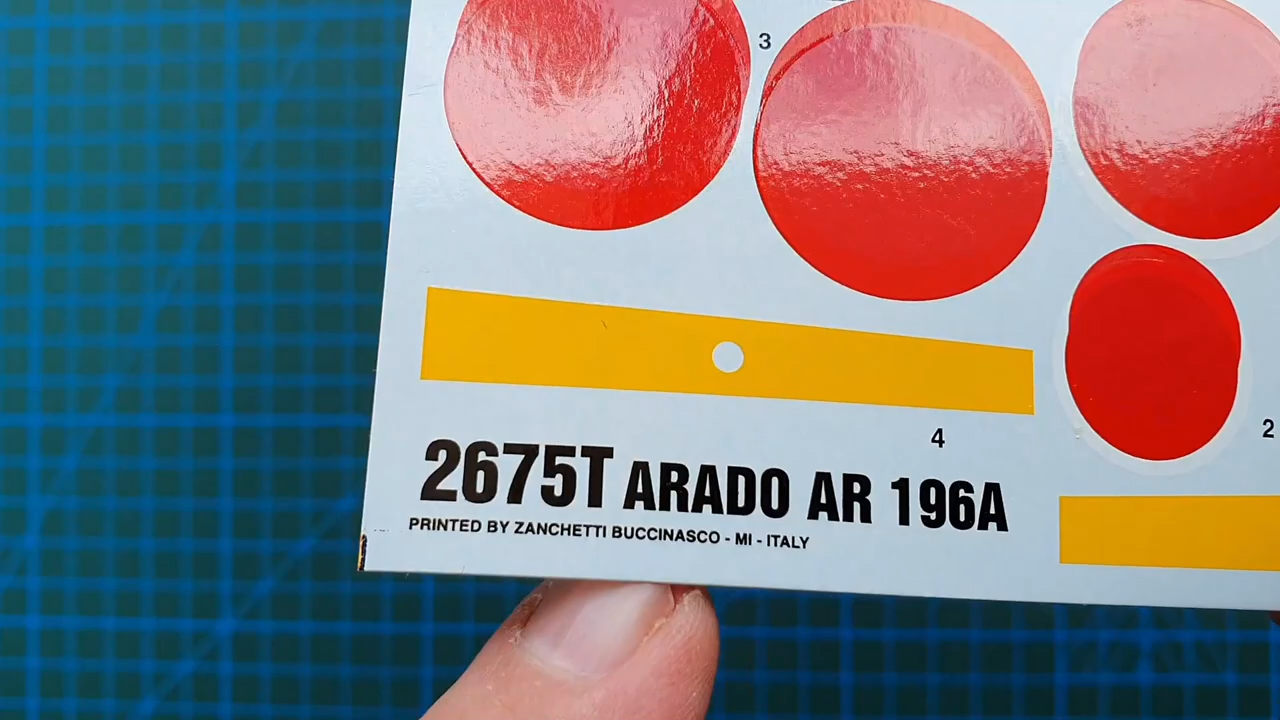 3
4
2
2675T ARADO AR 196A
PRINTED BY ZANCHETTI BUCCINASCO - MI - ITALY